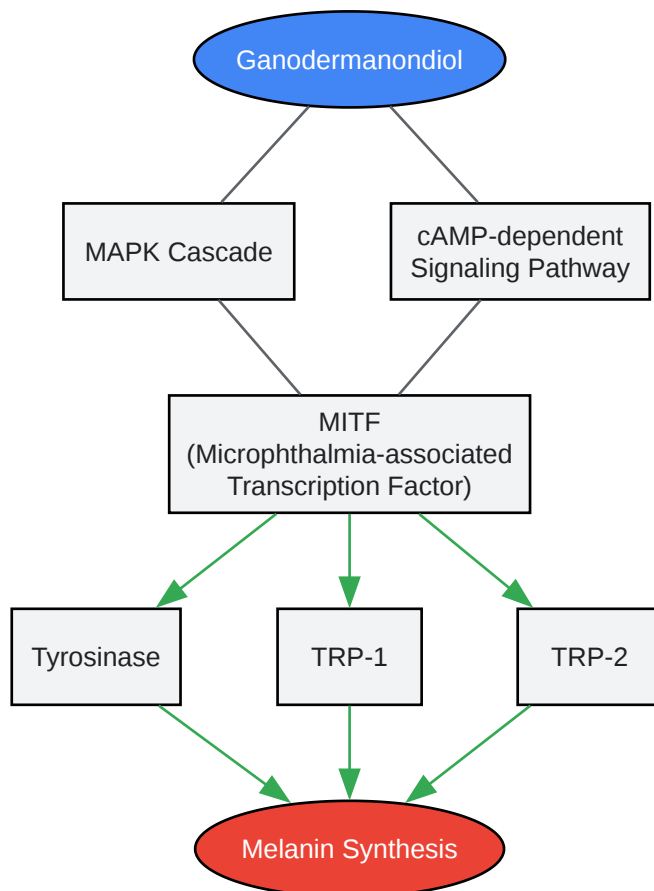 Ganodermanondiol
MAPK Cascade
cAMP-dependent
Signaling Pathway
MITF
(Microphthalmia-associated
Transcription Factor)
Tyrosinase
TRP-1
TRP-2
Melanin Synthesis